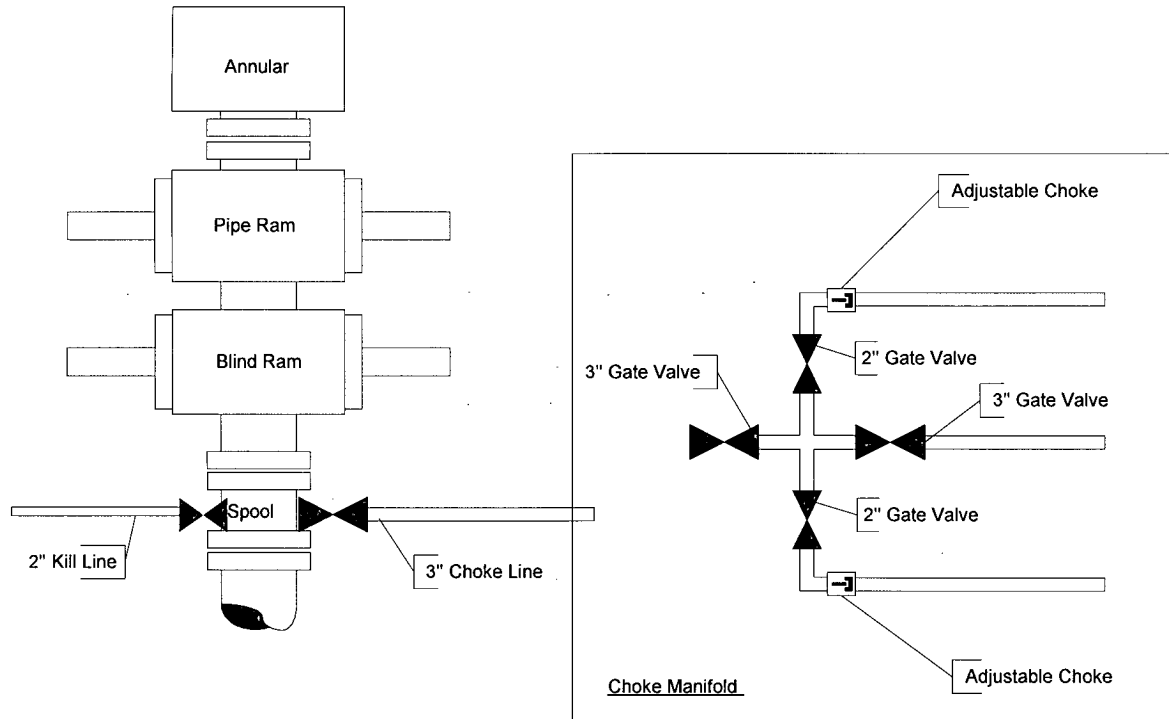 Annular
Pipe Ram
Blind Ram
Spool
2" Kill Line
3" Choke Line
Adjustable Choke
2" Gate Valve
3" Gate Valve
3" Gate Valve
2" Gate Valve
Adjustable Choke
Choke Manifold